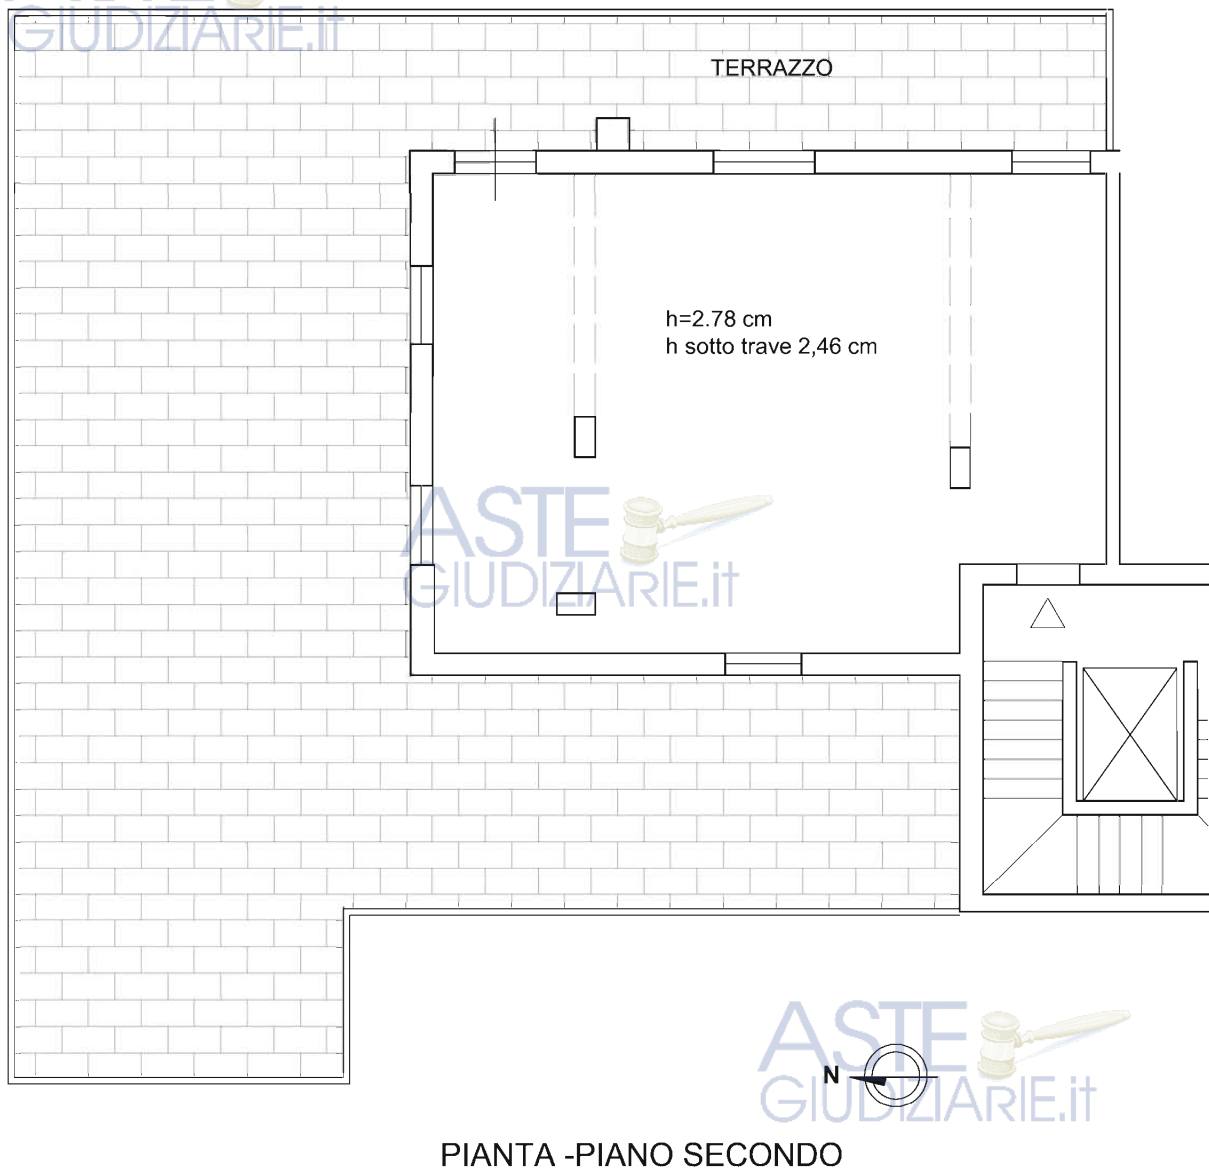 GIUDIZIARIE.it
TERRAZZO
h=2.78 cm
h sotto trave 2,46 cm
ASTE
GIUDIZIARIE.it
ASTE
GIUDIZIARIE.it
N
PIANTA -PIANO SECONDO